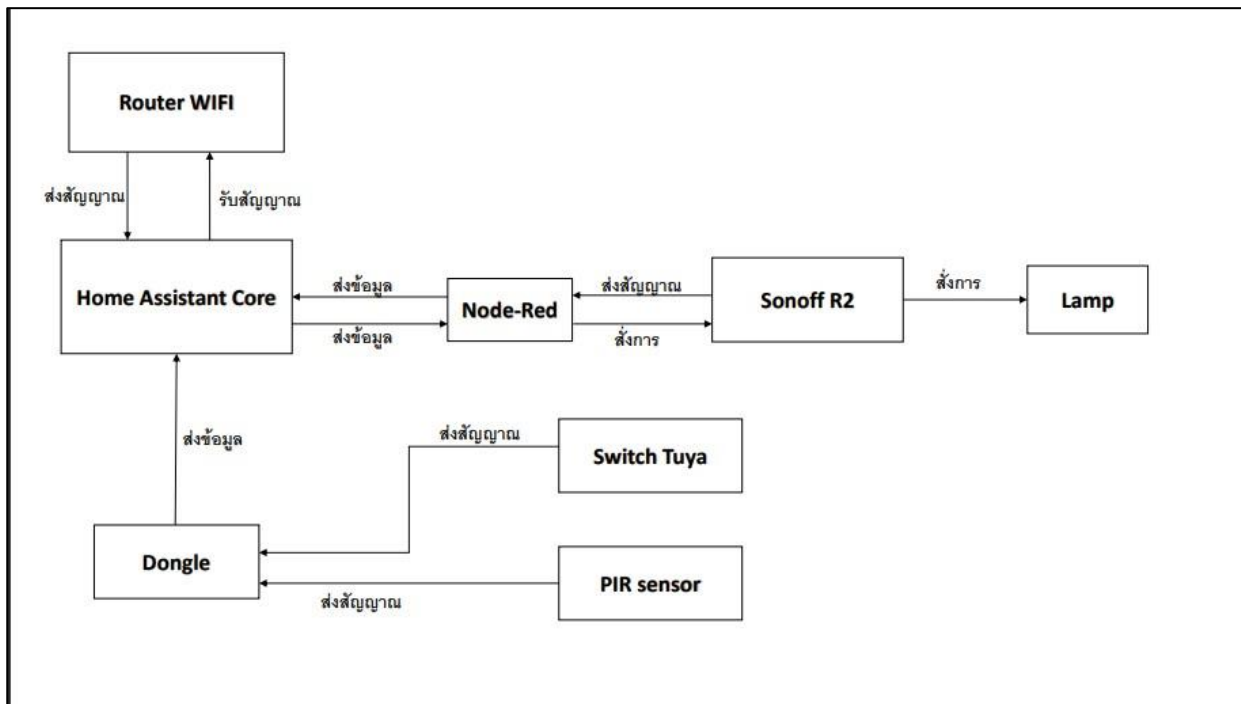 Router WIFI
ส่งสัญญาณ
รับสัญญาณ
Home Assistant Core
ส่งข้อมูล
ส่งข้อมูล
Node-Red
ส่งสัญญาณ
สั่งการ
Sonoff R2
สั่งการ
Lamp
ส่งข้อมูล
ส่งสัญญาณ
Switch Tuya
Dongle
ส่งสัญญาณ
PIR sensor